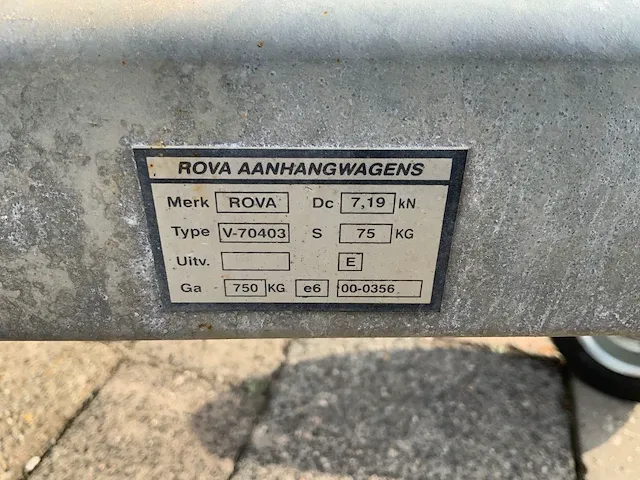 ROVA AANHANGWAGENS
Merk ROVA Dc 7,19 kN
Type V-70403 S 75 KG
Uitv. E
Ga 750 KG e6 00-0356